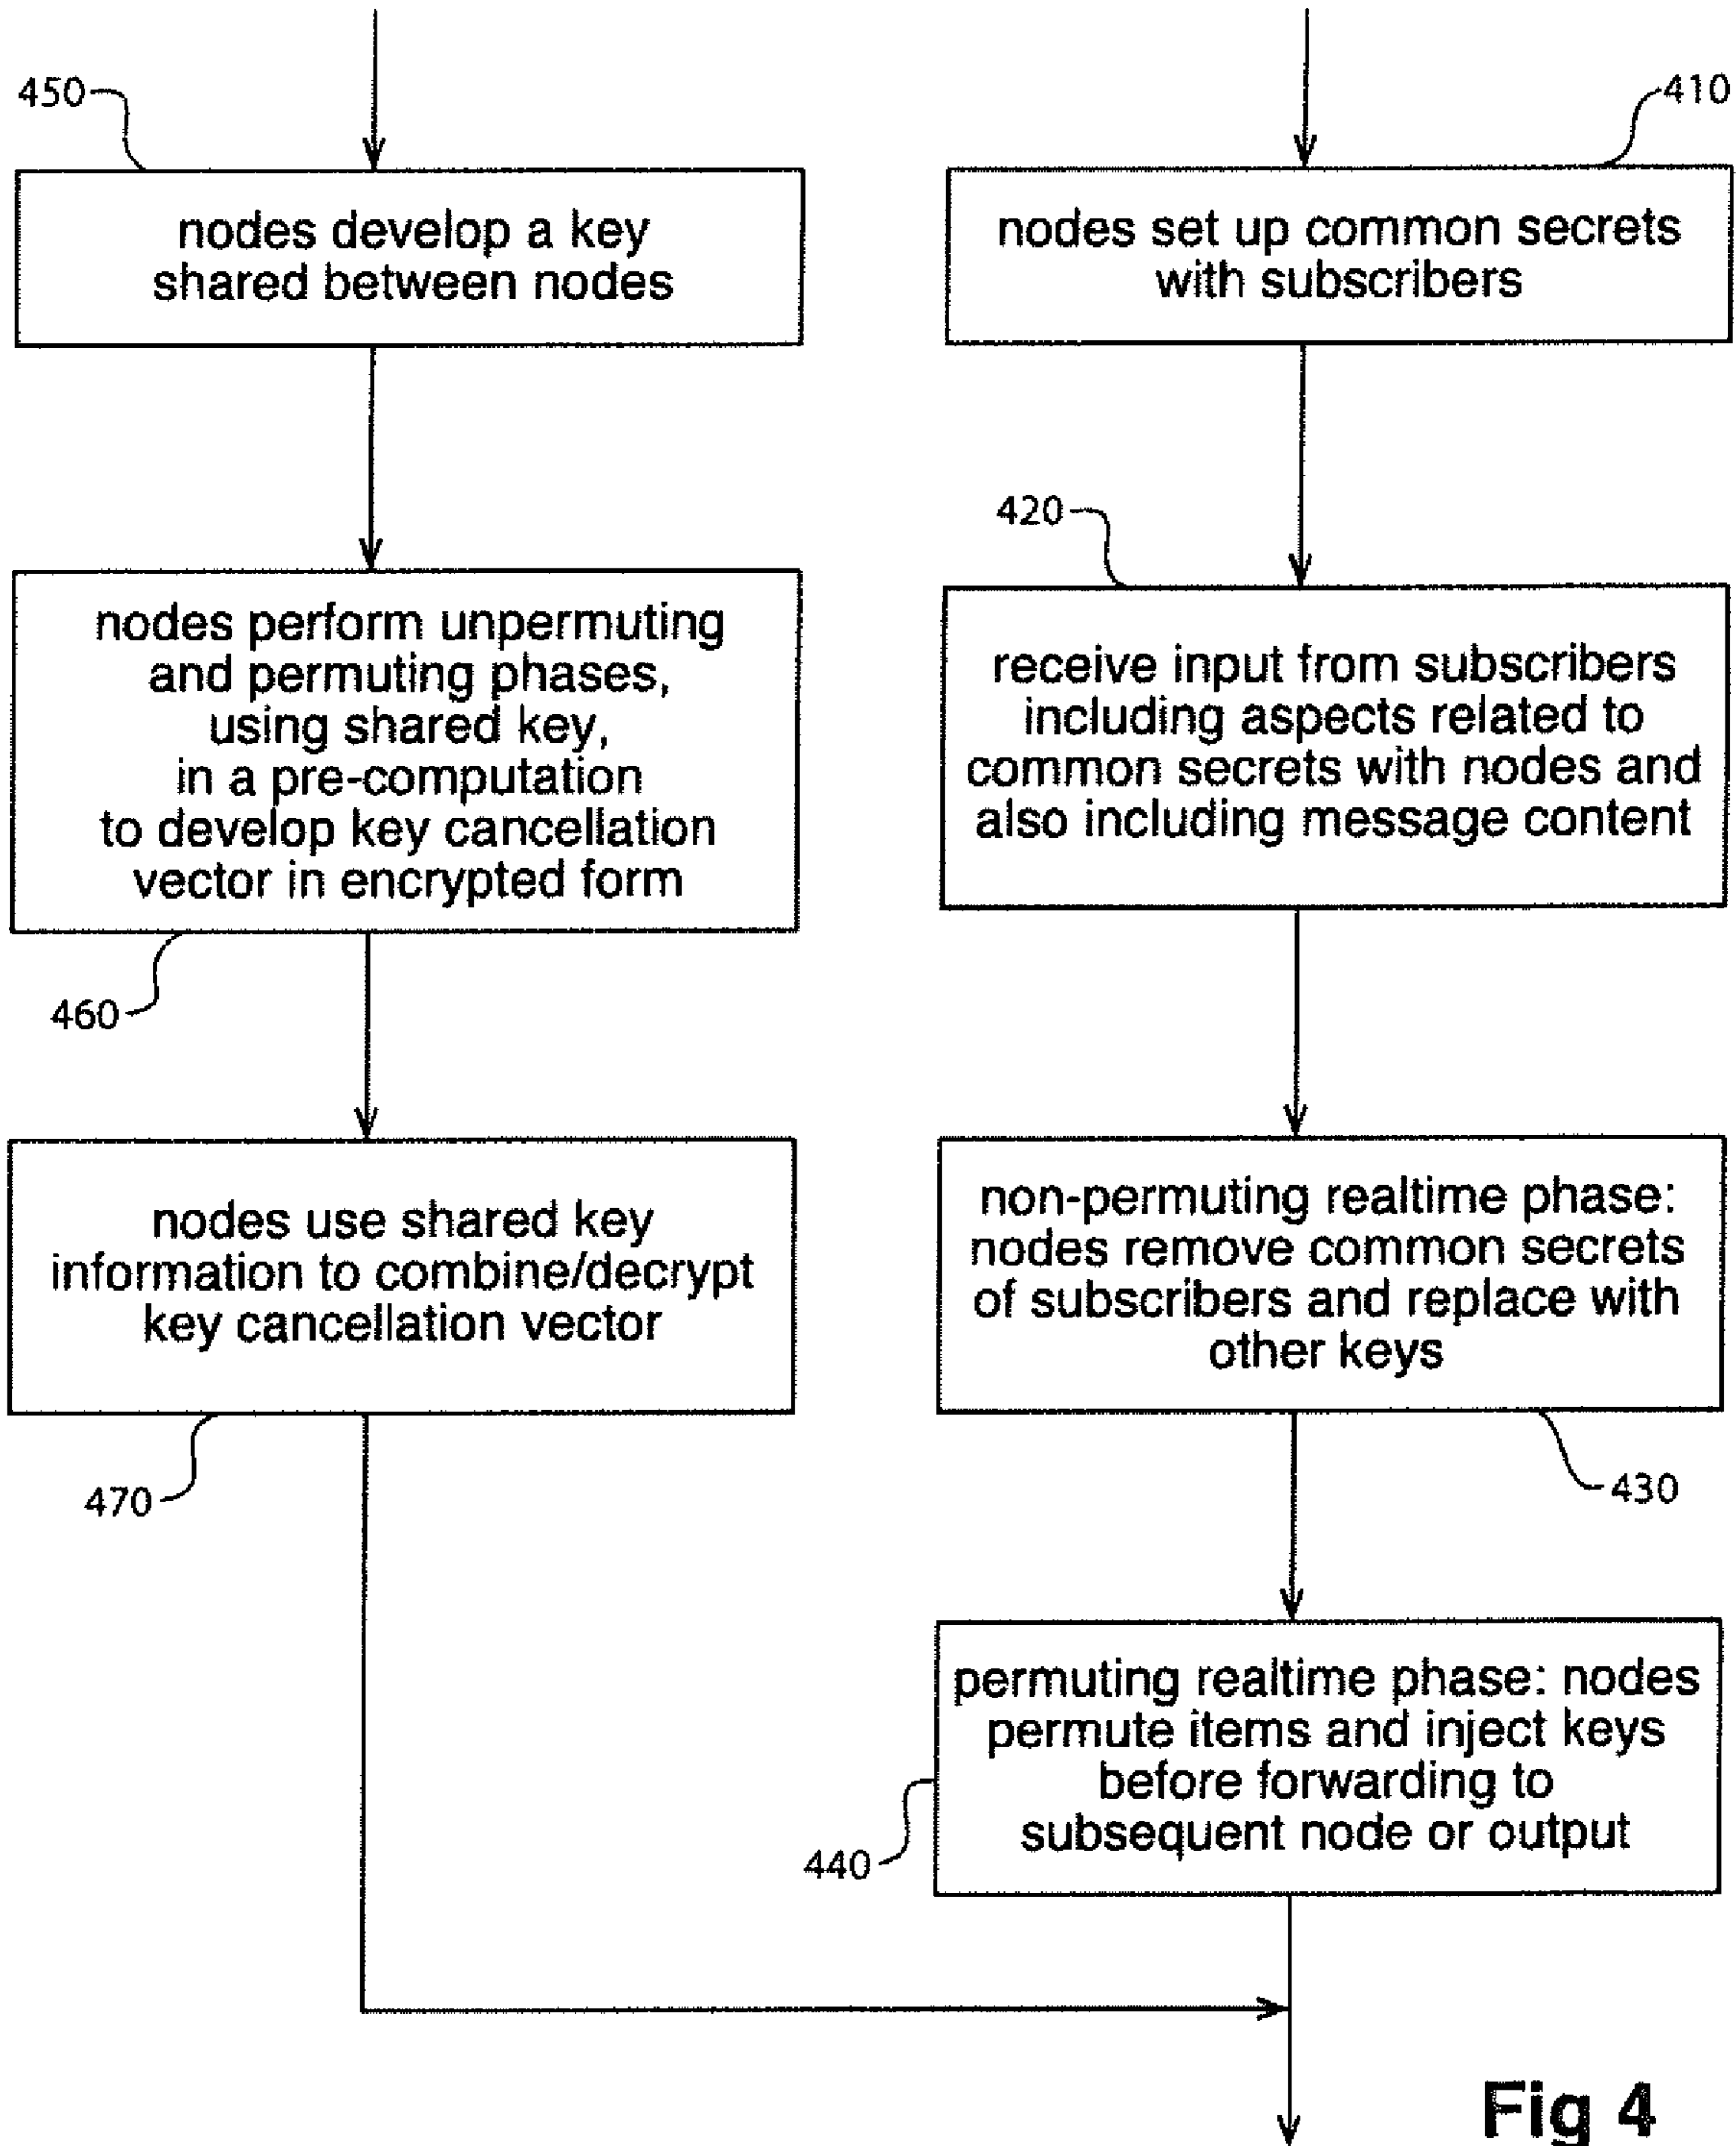 450
nodes develop a key
shared between nodes
nodes perform unpermuting
and permuting phases,
using shared key,
in a pre-computation
to develop key cancellation
vector in encrypted form
460
nodes use shared key
information to combine/decrypt
key cancellation vector
470
410
nodes set up common secrets
with subscribers
420
receive input from subscribers
including aspects related to
common secrets with nodes and
also including message content
non-permuting realtime phase:
nodes remove common secrets
of subscribers and replace with
other keys
430
permuting realtime phase: nodes
permute items and inject keys
before forwarding to
subsequent node or output
440
Fig 4